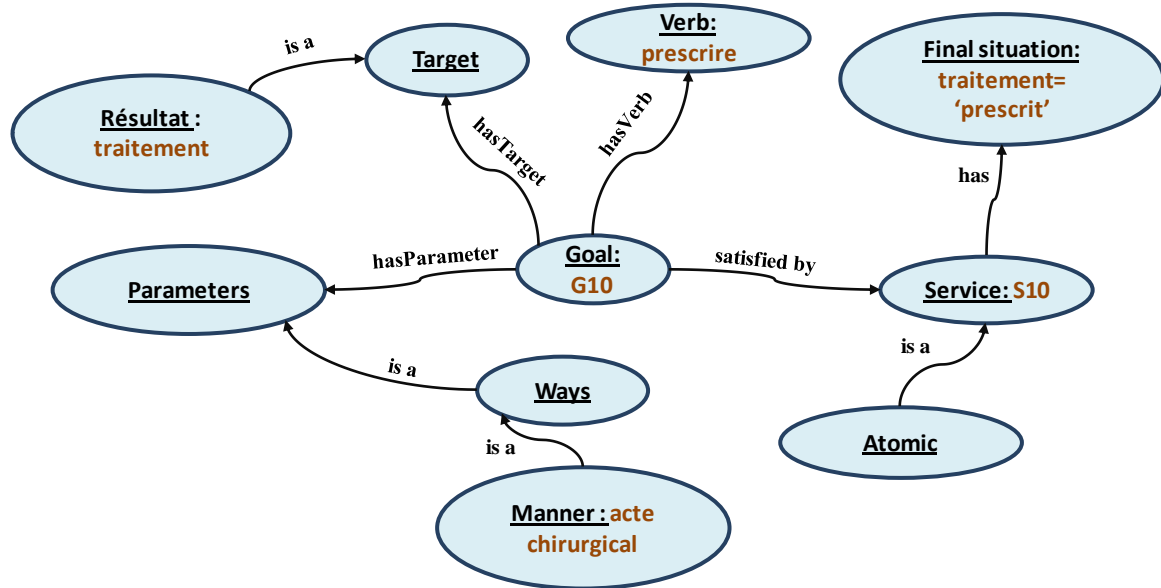 Verb:
prescrire
is a
Target
Final situation:
traitement=
‘prescrit’
Résultat :
traitement
hasTarget
hasVerb
has
hasParameter
Goal:
G10
satisfied by
Parameters
Service: S10
is a
is a
Ways
is a
Atomic
Manner : acte
chirurgical